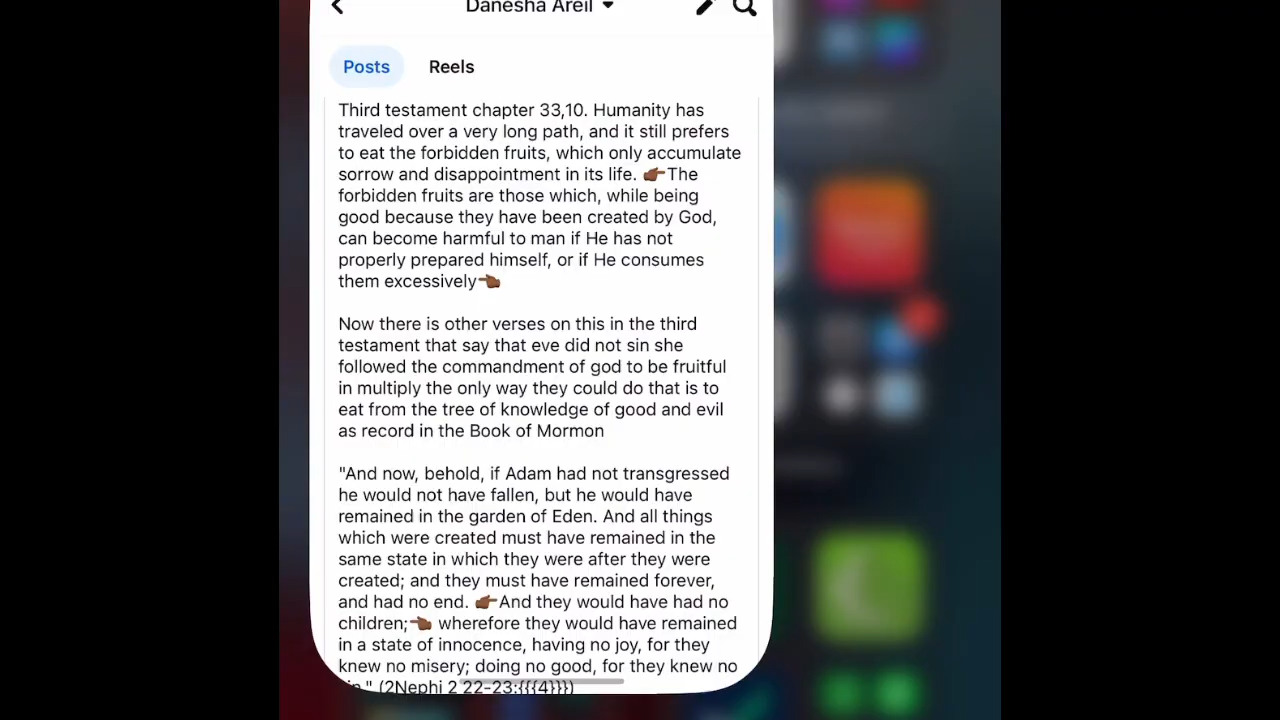 Danesha Areil
Posts Reels
Third testament chapter 33,10. Humanity has
traveled over a very long path, and it still prefers
to eat the forbidden fruits, which only accumulate
sorrow and disappointment in its life. 👉🏾The
forbidden fruits are those which, while being
good because they have been created by God,
can become harmful to man if He has not
properly prepared himself, or if He consumes
them excessively👈🏾
Now there is other verses on this in the third
testament that say that eve did not sin she
followed the commandment of god to be fruitful
in multiply the only way they could do that is to
eat from the tree of knowledge of good and evil
as record in the Book of Mormon
"And now, behold, if Adam had not transgressed
he would not have fallen, but he would have
remained in the garden of Eden. And all things
which were created must have remained in the
same state in which they were after they were
created; and they must have remained forever,
and had no end. 👉🏾And they would have had no
children;👈🏾 wherefore they would have remained
in a state of innocence, having no joy, for they
knew no misery; doing no good, for they knew no
(2Nephi 2 22-23:{{{4}}})